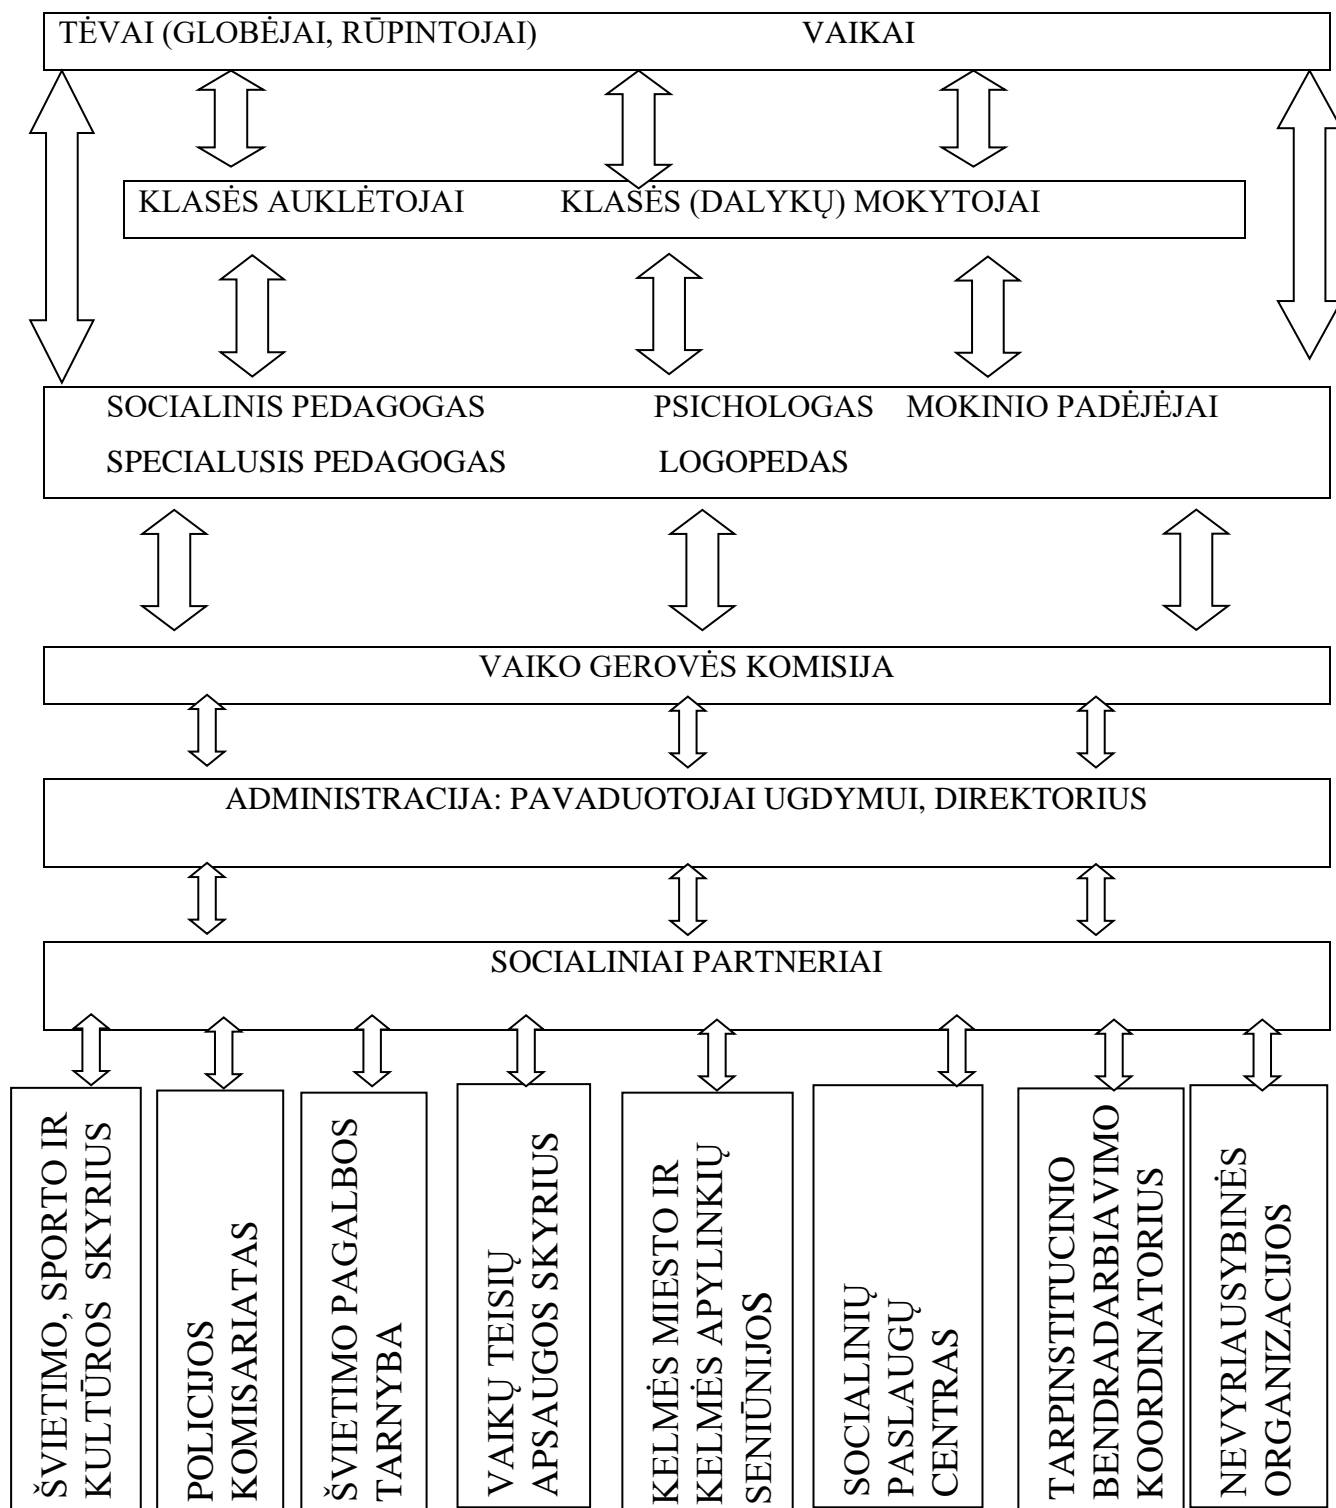 TĖVAI (GLOBĖJAI, RŪPINTOJAI) VAIKAI
KLASĖS AUKLĖTOJAI KLASĖS (DALYKŲ) MOKYTOJAI
SOCIALINIS PEDAGOGAS PSICHOLOGAS MOKINIO PADĖJĖJAI
SPECIALUSIS PEDAGOGAS LOGOPEDAS
VAIKO GEROVĖS KOMISIJA
ADMINISTRACIJA: PAVADUOTOJAI UGDYMUI, DIREKTORIUS
SOCIALINIAI PARTNERIAI
ŠVIETIMO, SPORTO IR
KULTŪROS SKYRIUS
POLICIJOS
KOMISARIATAS
ŠVIETIMO PAGALBOS
TARNYBA
VAIKŲ TEISIŲ
APSAUGOS SKYRIUS
KELMĖS MIESTO IR
KELMĖS APYLINKIŲ
SENIŪNIJOS
SOCIALINIŲ
PASLAUGŲ
CENTRAS
TARPINSTITUCINIO
BENDRADARBIAVIMO
KOORDINATORIUS
NEVYRIAUSYBINĖS
ORGANIZACIJOS